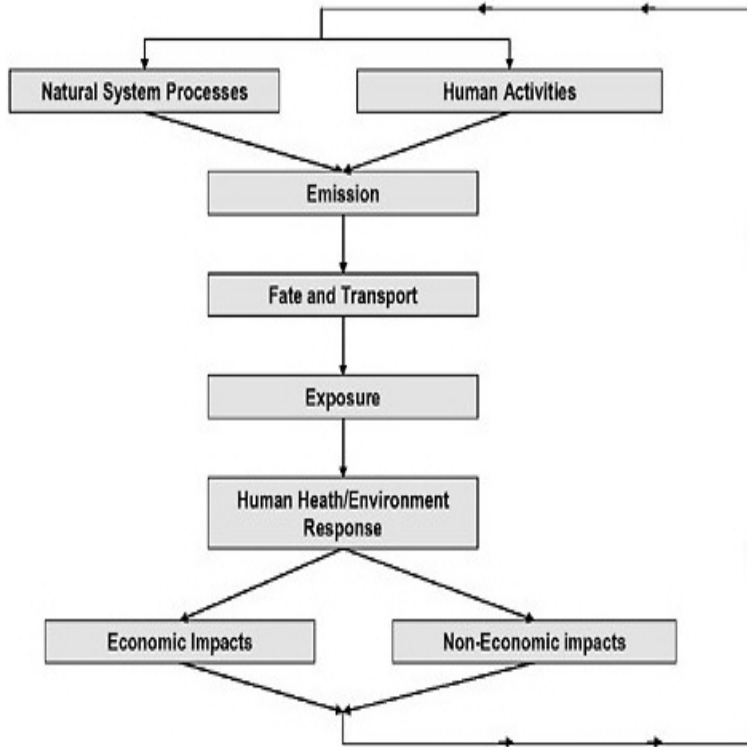 Natural System Processes
Human Activities
Emission
Fate and Transport
Exposure
Human Heath/Environment
Response
Economic Impacts
Non-Economic impacts